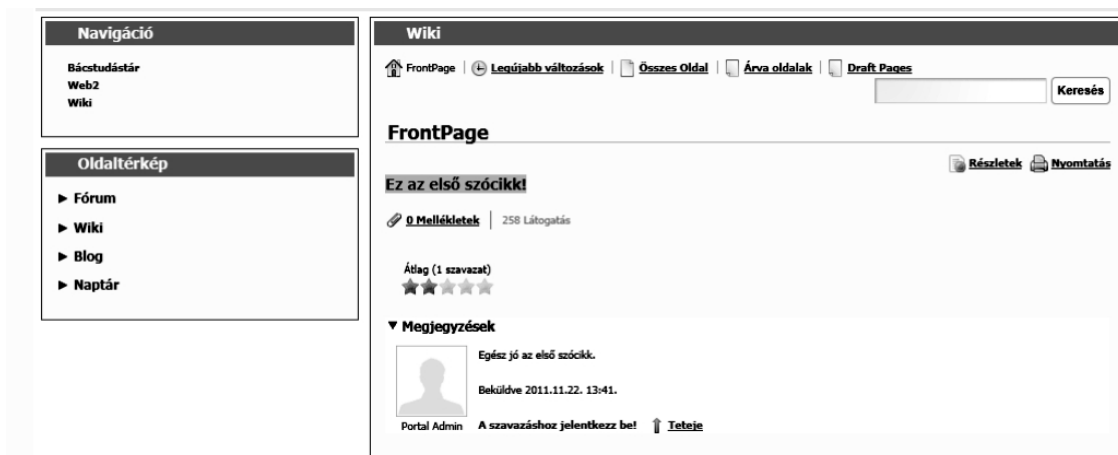 Navigáció
Bácstudástár
Web2
Wiki
Oldaltérkép
► Fórum
► Wiki
► Blog
► Naptár
Wiki
FrontPage | Legújabb változások | Összes Oldal | Árva oldalak | Draft Pages
Keresés
FrontPage
Részletek Nyomtatás
Ez az első szócikk!
0 Mellékletek | 258 Látogatás
Átlag (1 szavazat)
▼ Megjegyzések
Egész jó az első szócikk.
Beküldve 2011.11.22. 13:41.
Portal Admin A szavazáshoz jelentkezz be! Teteje